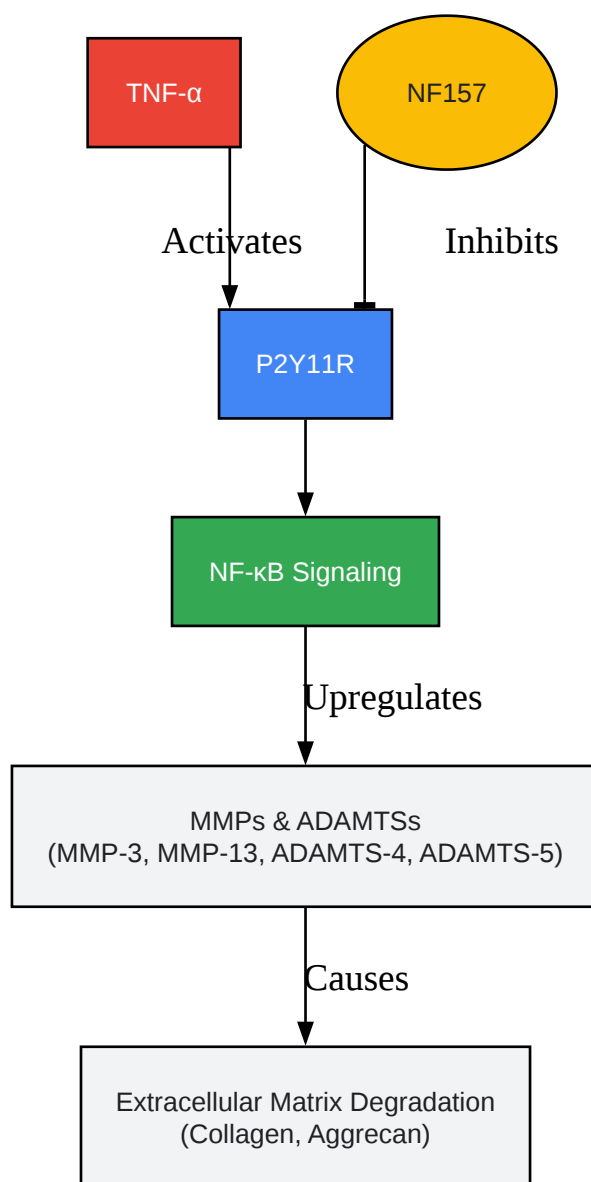 TNF-α
NF157
Activates
Inhibits
P2Y11R
NF-κB Signaling
Upregulates
MMPs & ADAMTSs
(MMP-3, MMP-13, ADAMTS-4, ADAMTS-5)
Causes
Extracellular Matrix Degradation
(Collagen, Aggrecan)